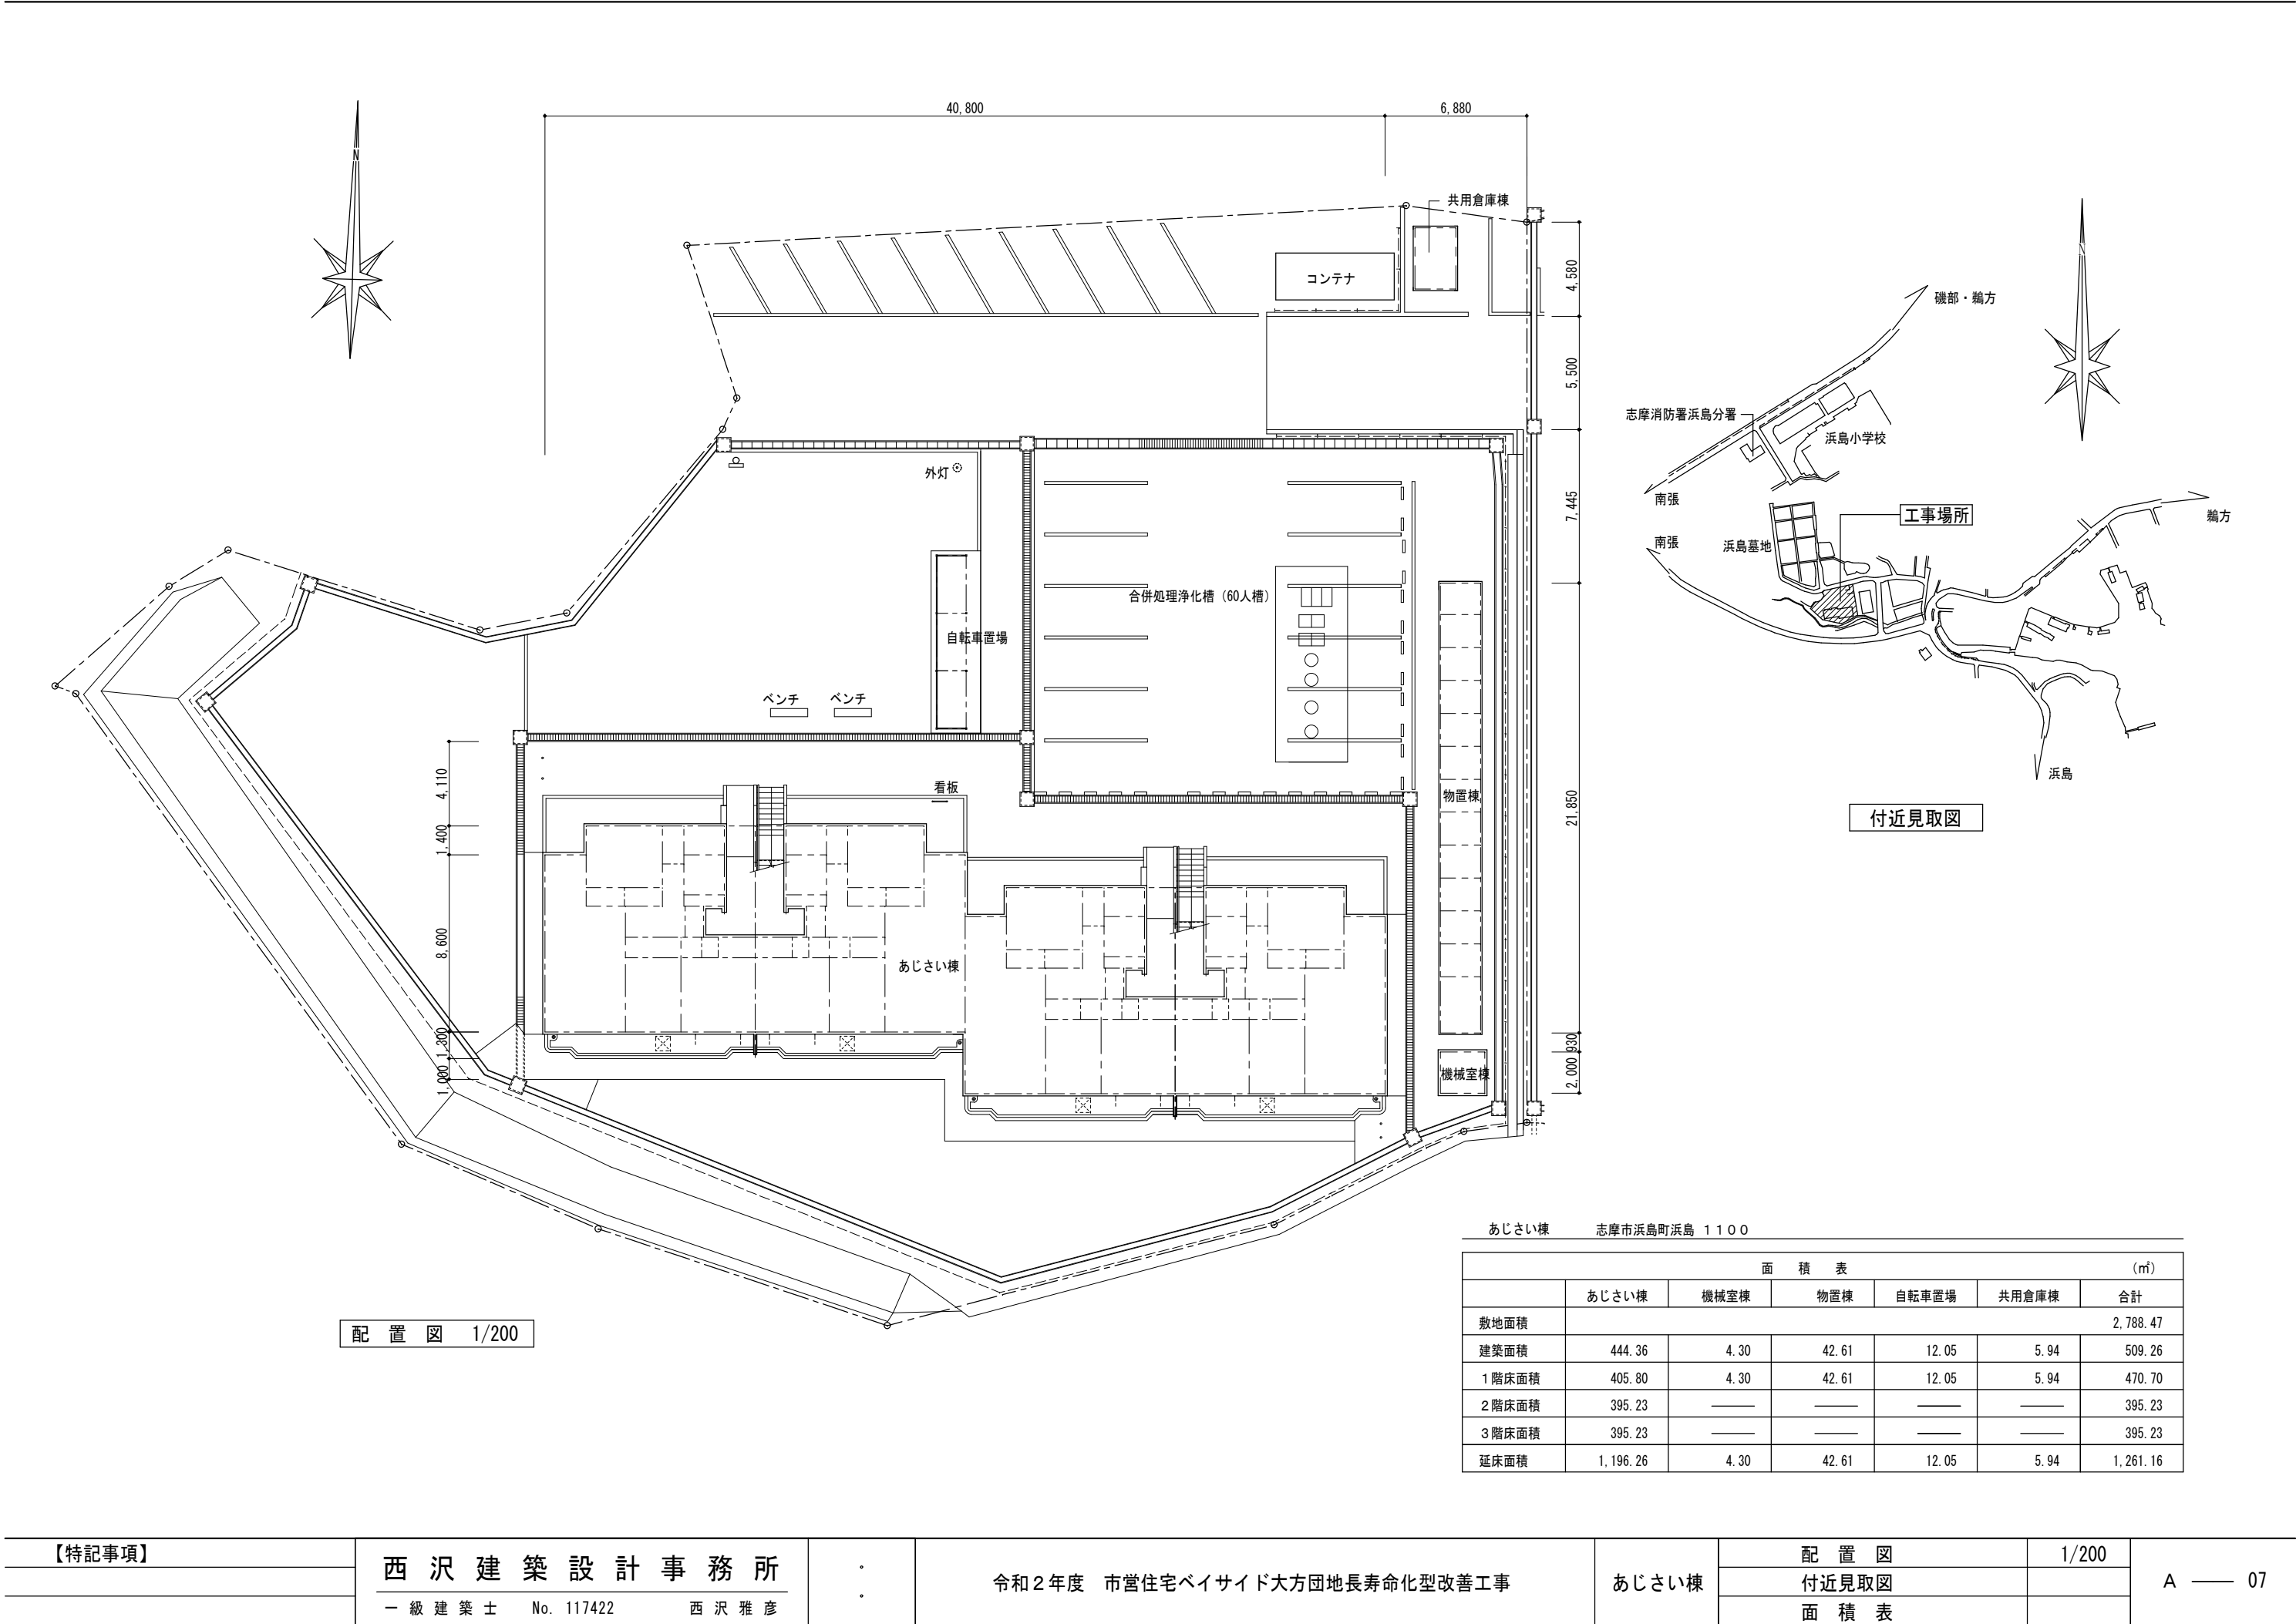 40,800
6,880
N
共用倉庫棟
コンテナ
4,580
5,500
7,445
21,850
930
2,000
外灯
自転車置場
合併処理浄化槽（60人槽）
ベンチ
ベンチ
看板
物置棟
機械室棟
あじさい棟
4,110
1,400
8,600
1,300
1,000
配 置 図 1/200
N
磯部・鵜方
志摩消防署浜島分署
浜島小学校
南張
工事場所
鵜方
南張
浜島墓地
浜島
付近見取図
あじさい棟 志摩市浜島町浜島 １１００
面 積 表 (㎡)
あじさい棟 機械室棟 物置棟 自転車置場 共用倉庫棟 合計
敷地面積 2,788.47
建築面積 444.36 4.30 42.61 12.05 5.94 509.26
１階床面積 405.80 4.30 42.61 12.05 5.94 470.70
２階床面積 395.23 ―― ―― ―― ―― 395.23
３階床面積 395.23 ―― ―― ―― ―― 395.23
延床面積 1,196.26 4.30 42.61 12.05 5.94 1,261.16
【特記事項】
西 沢 建 築 設 計 事 務 所
一 級 建 築 士 No. 117422 西 沢 雅 彦
令和２年度 市営住宅ベイサイド大方団地長寿命化型改善工事
あじさい棟
配 置 図 1/200
付近見取図
面 積 表
A ―― 07